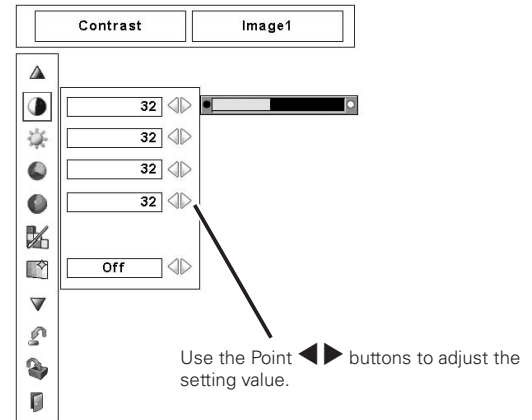 Contrast Image1
32
32
32
32
Off
Use the Point ◀▶ buttons to adjust the
setting value.